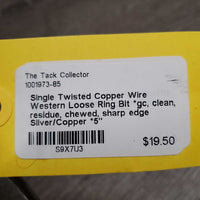 The Tack Collector
1001973-85
Single Twisted Copper Wire
Western Loose Ring Bit *gc, clean,
residue, chewed, sharp edge
Sliver/Copper *5"
$19.50
S9X7U3